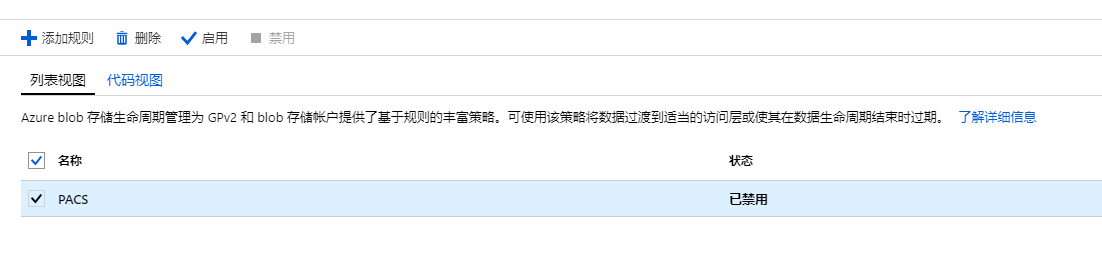 添加规则 删除 启用 禁用
列表视图 代码视图
Azure blob 存储生命周期管理为 GPv2 和 blob 存储帐户提供了基于规则的丰富策略。可使用该策略将数据过渡到适当的访问层或使其在数据生命周期结束时过期。 了解详细信息
名称 状态
PACS 已禁用